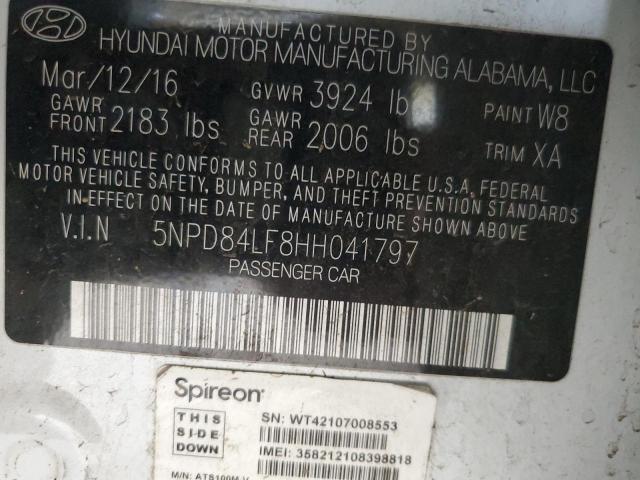 MANUFACTURED BY
HYUNDAI MOTOR MANUFACTURING ALABAMA, LLC
Mar/12/16 GVWR 3924 lbs PAINT W8
GAWR FRONT 2183 lbs GAWR REAR 2006 lbs TRIM XA
THIS VEHICLE CONFORMS TO ALL APPLICABLE U.S.A. FEDERAL
MOTOR VEHICLE SAFETY, BUMPER, AND THEFT PREVENTION STANDARDS
IN EFFECT ON THE DATE OF MANUFACTURE SHOWN ABOVE
V.I.N 5NPD84LF8HH041797
PASSENGER CAR
Spireon
THIS
SIDE
DOWN
SN: WT42107008553
IMEI: 358212108398818
M/N: ATS100M-V